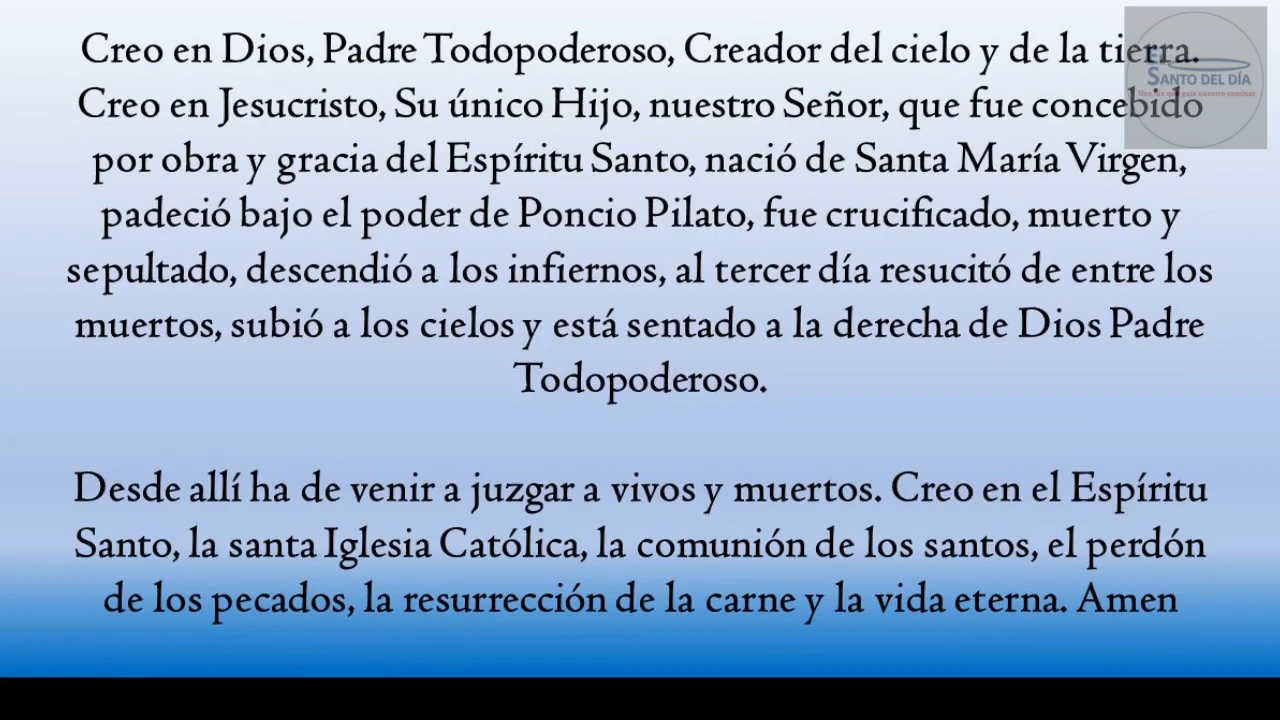 Creo en Dios, Padre Todopoderoso, Creador del cielo y de la tierra.
Creo en Jesucristo, Su único Hijo, nuestro Señor, que fue concebido
por obra y gracia del Espíritu Santo, nació de Santa María Virgen,
padeció bajo el poder de Poncio Pilato, fue crucificado, muerto y
sepultado, descendió a los infiernos, al tercer día resucitó de entre los
muertos, subió a los cielos y está sentado a la derecha de Dios Padre
Todopoderoso.
Desde allí ha de venir a juzgar a vivos y muertos. Creo en el Espíritu
Santo, la santa Iglesia Católica, la comunión de los santos, el perdón
de los pecados, la resurrección de la carne y la vida eterna. Amen
SANTO DEL DÍA